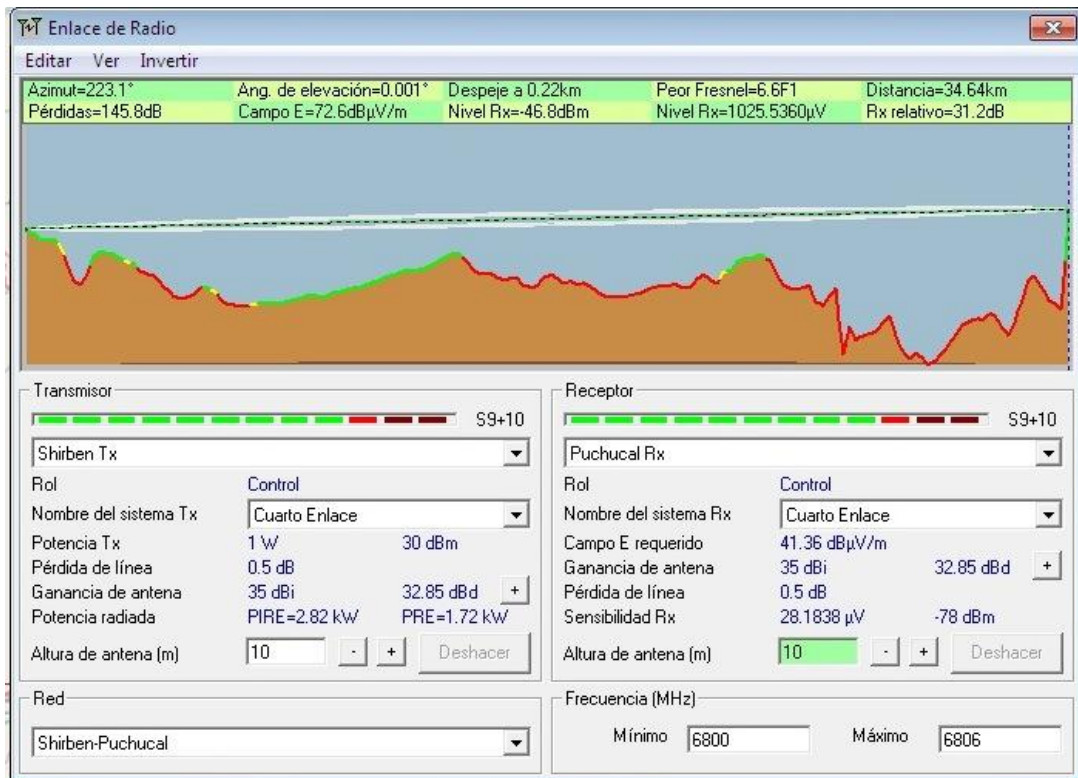 Enlace de Radio
Editar Ver Invertir
Azimut=223.1° Ang. de elevación=0.001° Despeje a 0.22km Peor Fresnel=6.6F1 Distancia=34.64km
Pérdidas=145.8dB Campo E=72.6dBµV/m Nivel Rx=-46.8dBm Nivel Rx=1025.5360µV Rx relativo=31.2dB
Transmisor
S9+10
Shirben Tx
Rol Control
Nombre del sistema Tx Cuarto Enlace
Potencia Tx 1 W 30 dBm
Pérdida de línea 0.5 dB
Ganancia de antena 35 dBi 32.85 dBd +
Potencia radiada PIRE=2.82 kW PRE=1.72 kW
Altura de antena (m) 10 - + Deshacer
Receptor
S9+10
Puchucal Rx
Rol Control
Nombre del sistema Rx Cuarto Enlace
Campo E requerido 41.36 dBµV/m
Ganancia de antena 35 dBi 32.85 dBd +
Pérdida de línea 0.5 dB
Sensibilidad Rx 28.1838 µV -78 dBm
Altura de antena (m) 10 - + Deshacer
Red
Shirben-Puchucal
Frecuencia (MHz)
Mínimo 6800 Máximo 6806